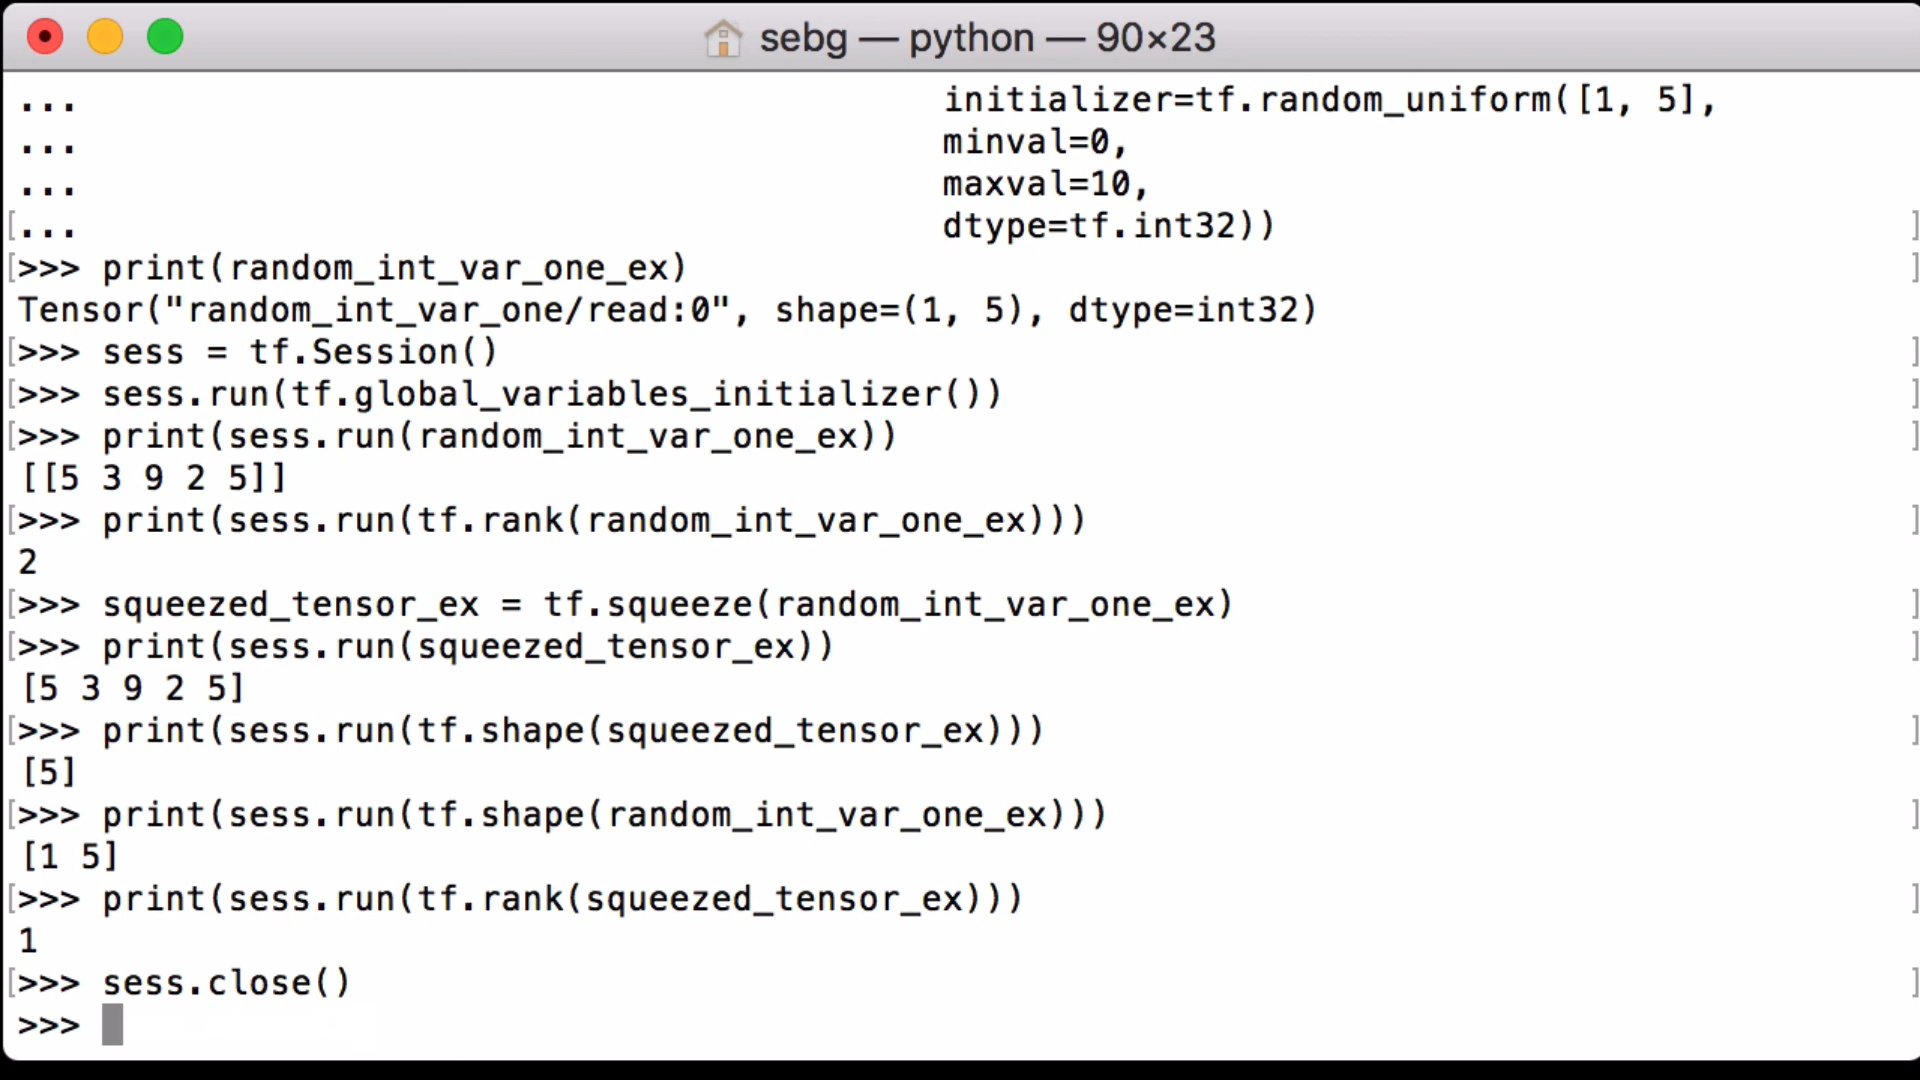 sebg — python — 90×23
... initializer=tf.random_uniform([1, 5],
... minval=0,
... maxval=10,
[... dtype=tf.int32)) ]
[>>> print(random_int_var_one_ex) ]
Tensor("random_int_var_one/read:0", shape=(1, 5), dtype=int32)
[>>> sess = tf.Session() ]
[>>> sess.run(tf.global_variables_initializer()) ]
[>>> print(sess.run(random_int_var_one_ex)) ]
[[5 3 9 2 5]]
[>>> print(sess.run(tf.rank(random_int_var_one_ex))) ]
2
[>>> squeezed_tensor_ex = tf.squeeze(random_int_var_one_ex) ]
[>>> print(sess.run(squeezed_tensor_ex)) ]
[5 3 9 2 5]
[>>> print(sess.run(tf.shape(squeezed_tensor_ex))) ]
[5]
[>>> print(sess.run(tf.shape(random_int_var_one_ex))) ]
[1 5]
[>>> print(sess.run(tf.rank(squeezed_tensor_ex))) ]
1
[>>> sess.close() ]
>>>